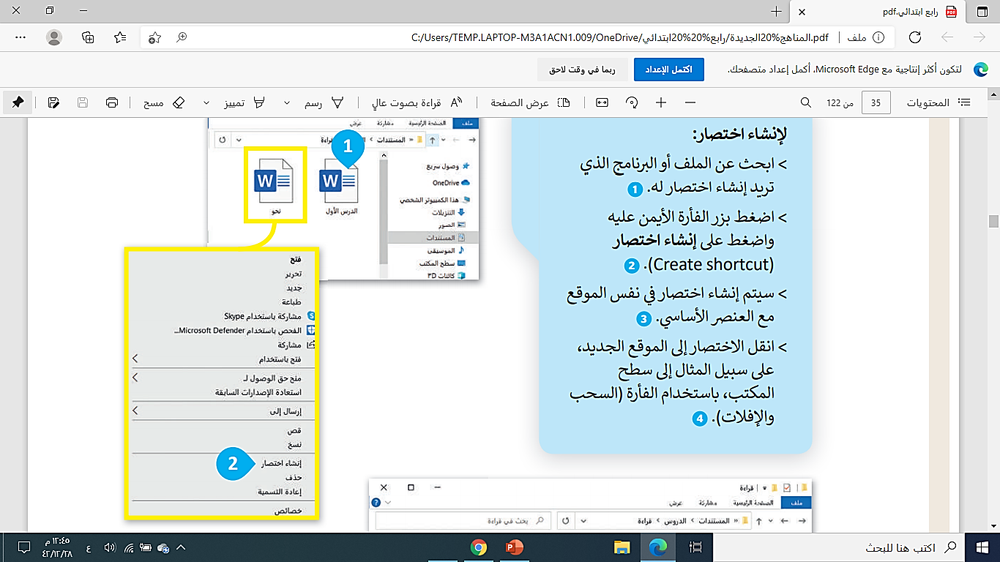 رابع ابتدائي.pdf
ملف
C:/Users/TEMP.LAPTOP-M3A1ACN1.009/OneDrive/المناهج%20الجديدة/رابع%20%20ابتدائي.pdf
لتكون أكثر إنتاجية مع Microsoft Edge، أكمل إعداد متصفحك.
اكتمل الإعداد
ربما في وقت لاحق
المحتويات
35
من 122
عرض الصفحة
قراءة بصوت عالٍ
رسم
تمييز
مسح
لإنشاء اختصار:
> ابحث عن الملف أو البرنامج الذي
تريد إنشاء اختصار له. 1
> اضغط بزر الفأرة الأيمن عليه
واضغط على إنشاء اختصار
(Create shortcut). 2
> سيتم إنشاء اختصار في نفس الموقع
مع العنصر الأساسي. 3
> انقل الاختصار إلى الموقع الجديد،
على سبيل المثال إلى سطح
المكتب، باستخدام الفأرة (السحب
والإفلات). 4
ملف
الصفحة الرئيسية
مشاركة
عرض
« المستندات
قراءة
1
وصول سريع
OneDrive
هذا الكمبيوتر الشخصي
التنزيلات
الصور
المستندات
الموسيقى
سطح المكتب
كائنات ٣D
الدرس الأول
نحو
فتح
تحرير
جديد
طباعة
مشاركة باستخدام Skype
الفحص باستخدام Microsoft Defender...
مشاركة
فتح باستخدام
منح حق الوصول لـ
استعادة الإصدارات السابقة
إرسال إلى
قص
نسخ
إنشاء اختصار
2
حذف
إعادة التسمية
خصائص
قراءة
ملف
الصفحة الرئيسية
مشاركة
عرض
« المستندات > الدروس > قراءة
بحث في قراءة
اكتب هنا للبحث
ع
١٢:٤٥ م
٤٢/١٢/٢٨